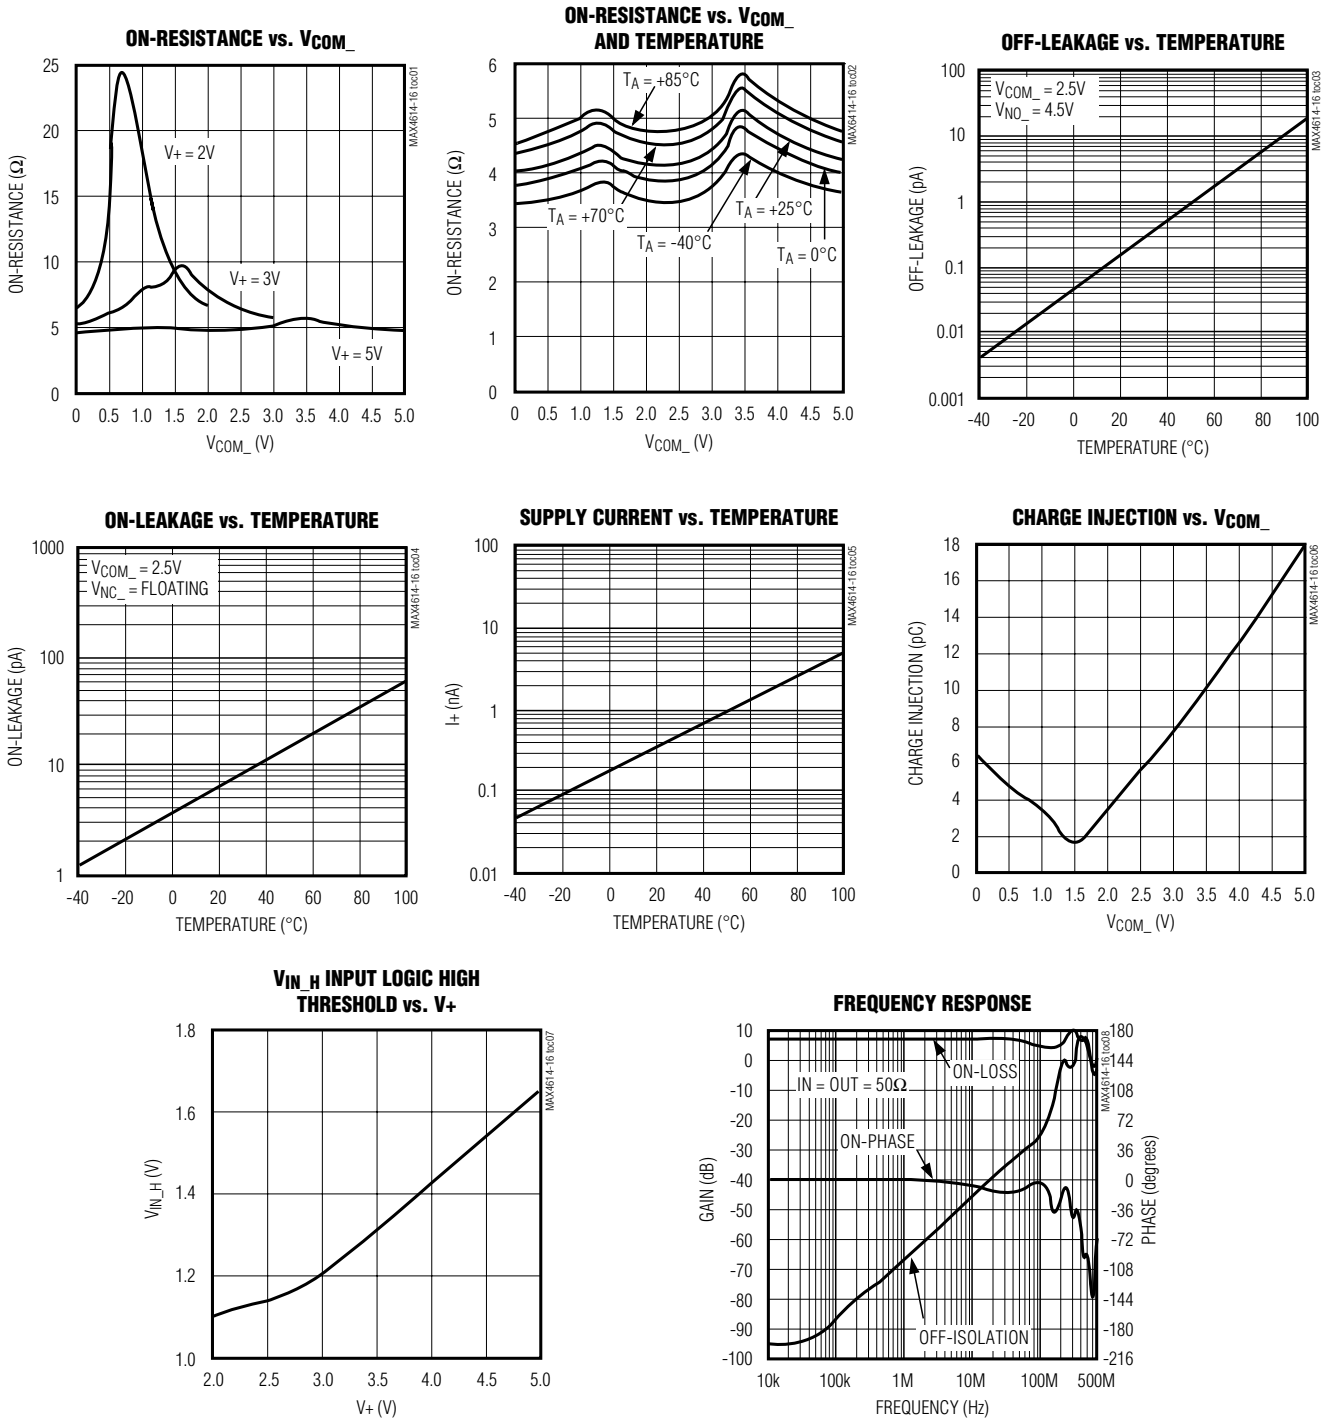 ON-RESISTANCE vs. VCOM_
25
20
15
10
5
0
ON-RESISTANCE (Ω)
V+ = 2V
V+ = 3V
V+ = 5V
MAX4614-16 toc01
0 0.5 1.0 1.5 2.0 2.5 3.0 3.5 4.0 4.5 5.0
VCOM_ (V)
ON-RESISTANCE vs. VCOM_
AND TEMPERATURE
6
5
4
3
2
1
0
ON-RESISTANCE (Ω)
TA = +85°C
TA = +70°C
TA = -40°C
TA = +25°C
TA = 0°C
MAX6414-16 toc02
0 0.5 1.0 1.5 2.0 2.5 3.0 3.5 4.0 4.5 5.0
VCOM_ (V)
OFF-LEAKAGE vs. TEMPERATURE
100
10
1
0.1
0.01
0.001
OFF-LEAKAGE (pA)
VCOM_ = 2.5V
VNO_ = 4.5V
MAX4614-16 toc03
-40 -20 0 20 40 60 80 100
TEMPERATURE (°C)
ON-LEAKAGE vs. TEMPERATURE
1000
100
10
1
ON-LEAKAGE (pA)
VCOM_ = 2.5V
VNC_ = FLOATING
MAX4614-16 toc04
-40 -20 0 20 40 60 80 100
TEMPERATURE (°C)
SUPPLY CURRENT vs. TEMPERATURE
100
10
1
0.1
0.01
I+ (nA)
MAX4614-16 toc05
-40 -20 0 20 40 60 80 100
TEMPERATURE (°C)
CHARGE INJECTION vs. VCOM_
18
16
14
12
10
8
6
4
2
0
CHARGE INJECTION (pC)
MAX4614-16 toc06
0 0.5 1.0 1.5 2.0 2.5 3.0 3.5 4.0 4.5 5.0
VCOM_ (V)
VIN_H INPUT LOGIC HIGH
THRESHOLD vs. V+
1.8
1.6
1.4
1.2
1.0
VIN_H (V)
MAX4614-16 toc07
2.0 2.5 3.0 3.5 4.0 4.5 5.0
V+ (V)
FREQUENCY RESPONSE
10
0
-10
-20
-30
-40
-50
-60
-70
-80
-90
-100
GAIN (dB)
ON-LOSS
IN = OUT = 50Ω
ON-PHASE
OFF-ISOLATION
MAX4614-16 toc08
180
144
108
72
36
0
-36
-72
-108
-144
-180
-216
PHASE (degrees)
10k 100k 1M 10M 100M 500M
FREQUENCY (Hz)